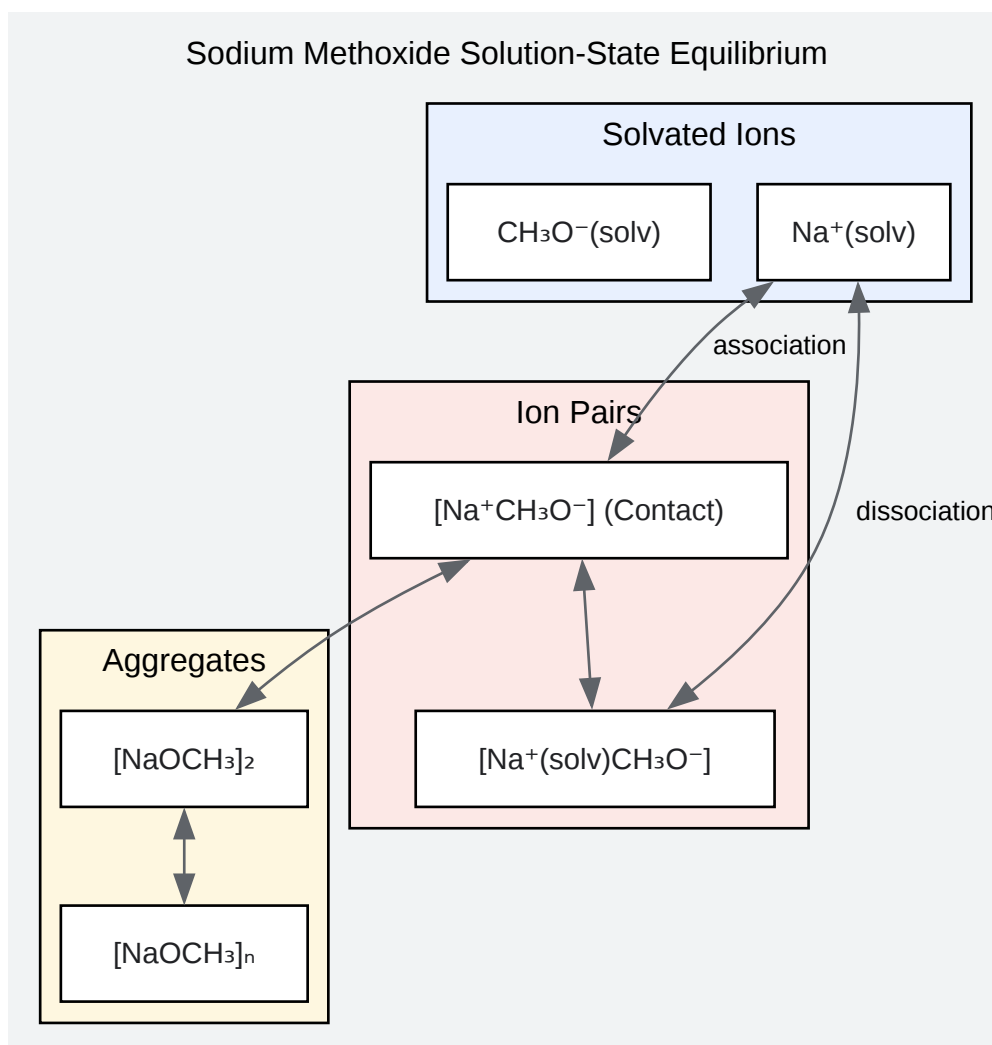 Sodium Methoxide Solution-State Equilibrium
Solvated Ions
CH₃O⁻(solv)
Na⁺(solv)
association
Ion Pairs
[Na⁺CH₃O⁻] (Contact)
dissociation
Aggregates
[NaOCH₃]₂
[Na⁺(solv)CH₃O⁻]
[NaOCH₃]ₙ